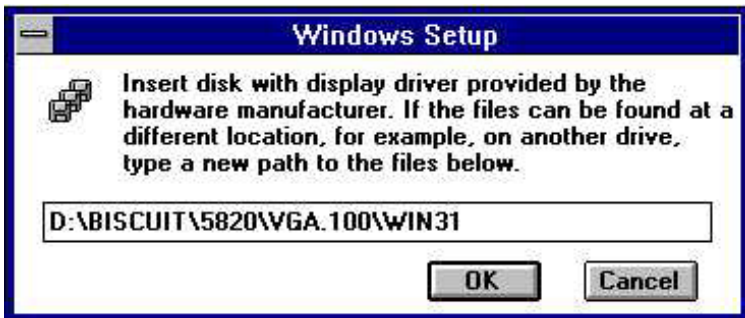 Windows Setup
Insert disk with display driver provided by the
hardware manufacturer. If the files can be found at a
different location, for example, on another drive,
type a new path to the files below.
D:\BISCUIT\5820\VGA.100\WIN31
OK Cancel